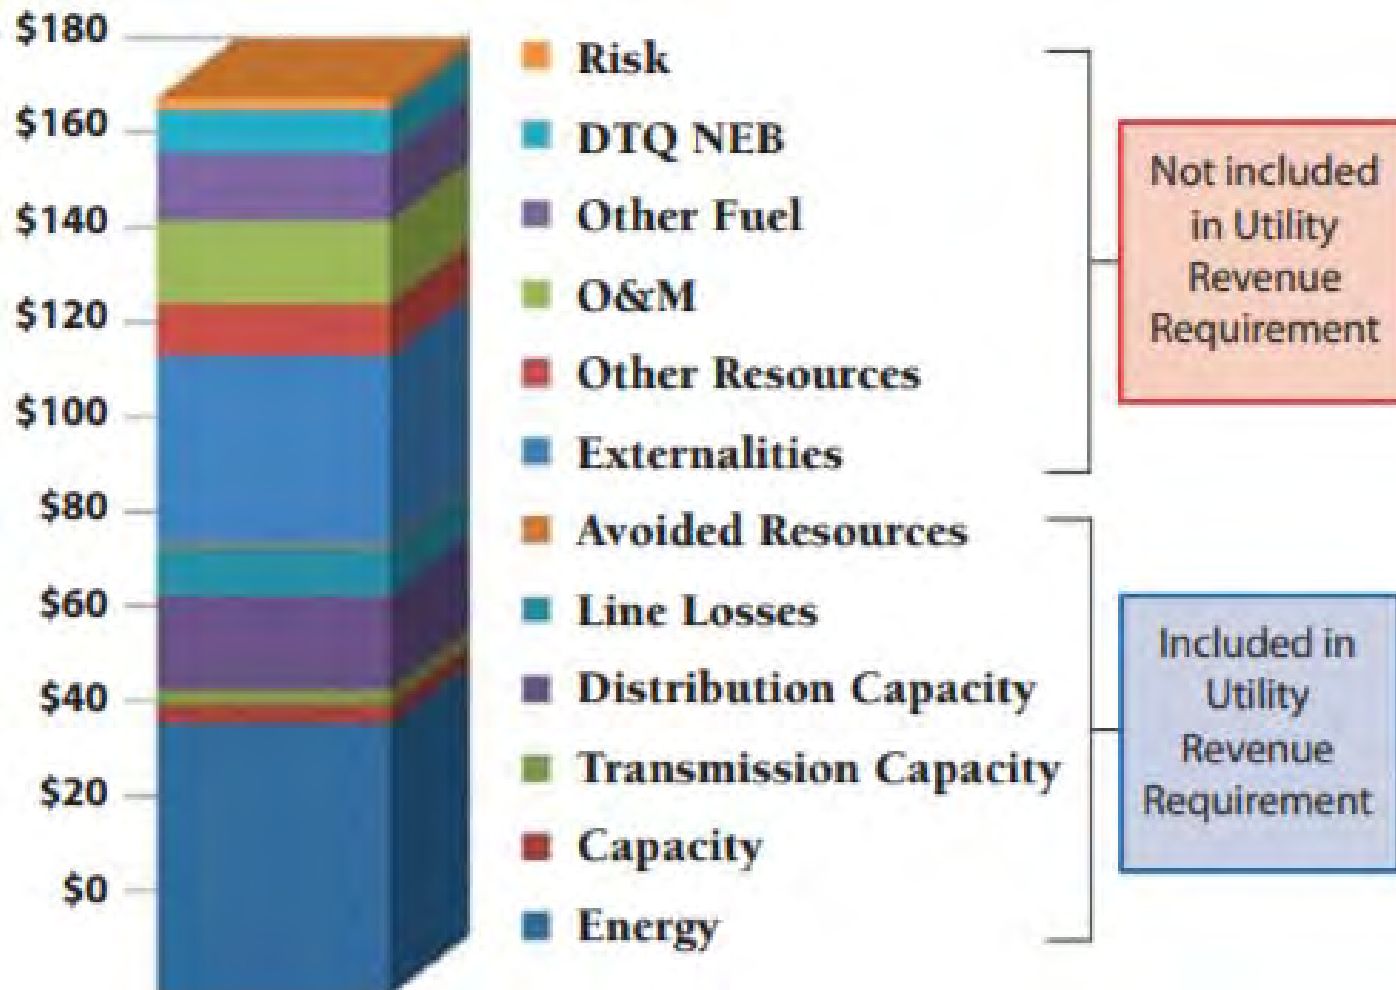 $180
$160
$140
$120
$100
$80
$60
$40
$20
$0
Risk
DTQ NEB
Other Fuel
O&M
Other Resources
Externalities
Avoided Resources
Line Losses
Distribution Capacity
Transmission Capacity
Capacity
Energy
Not included
in Utility
Revenue
Requirement
Included in
Utility
Revenue
Requirement